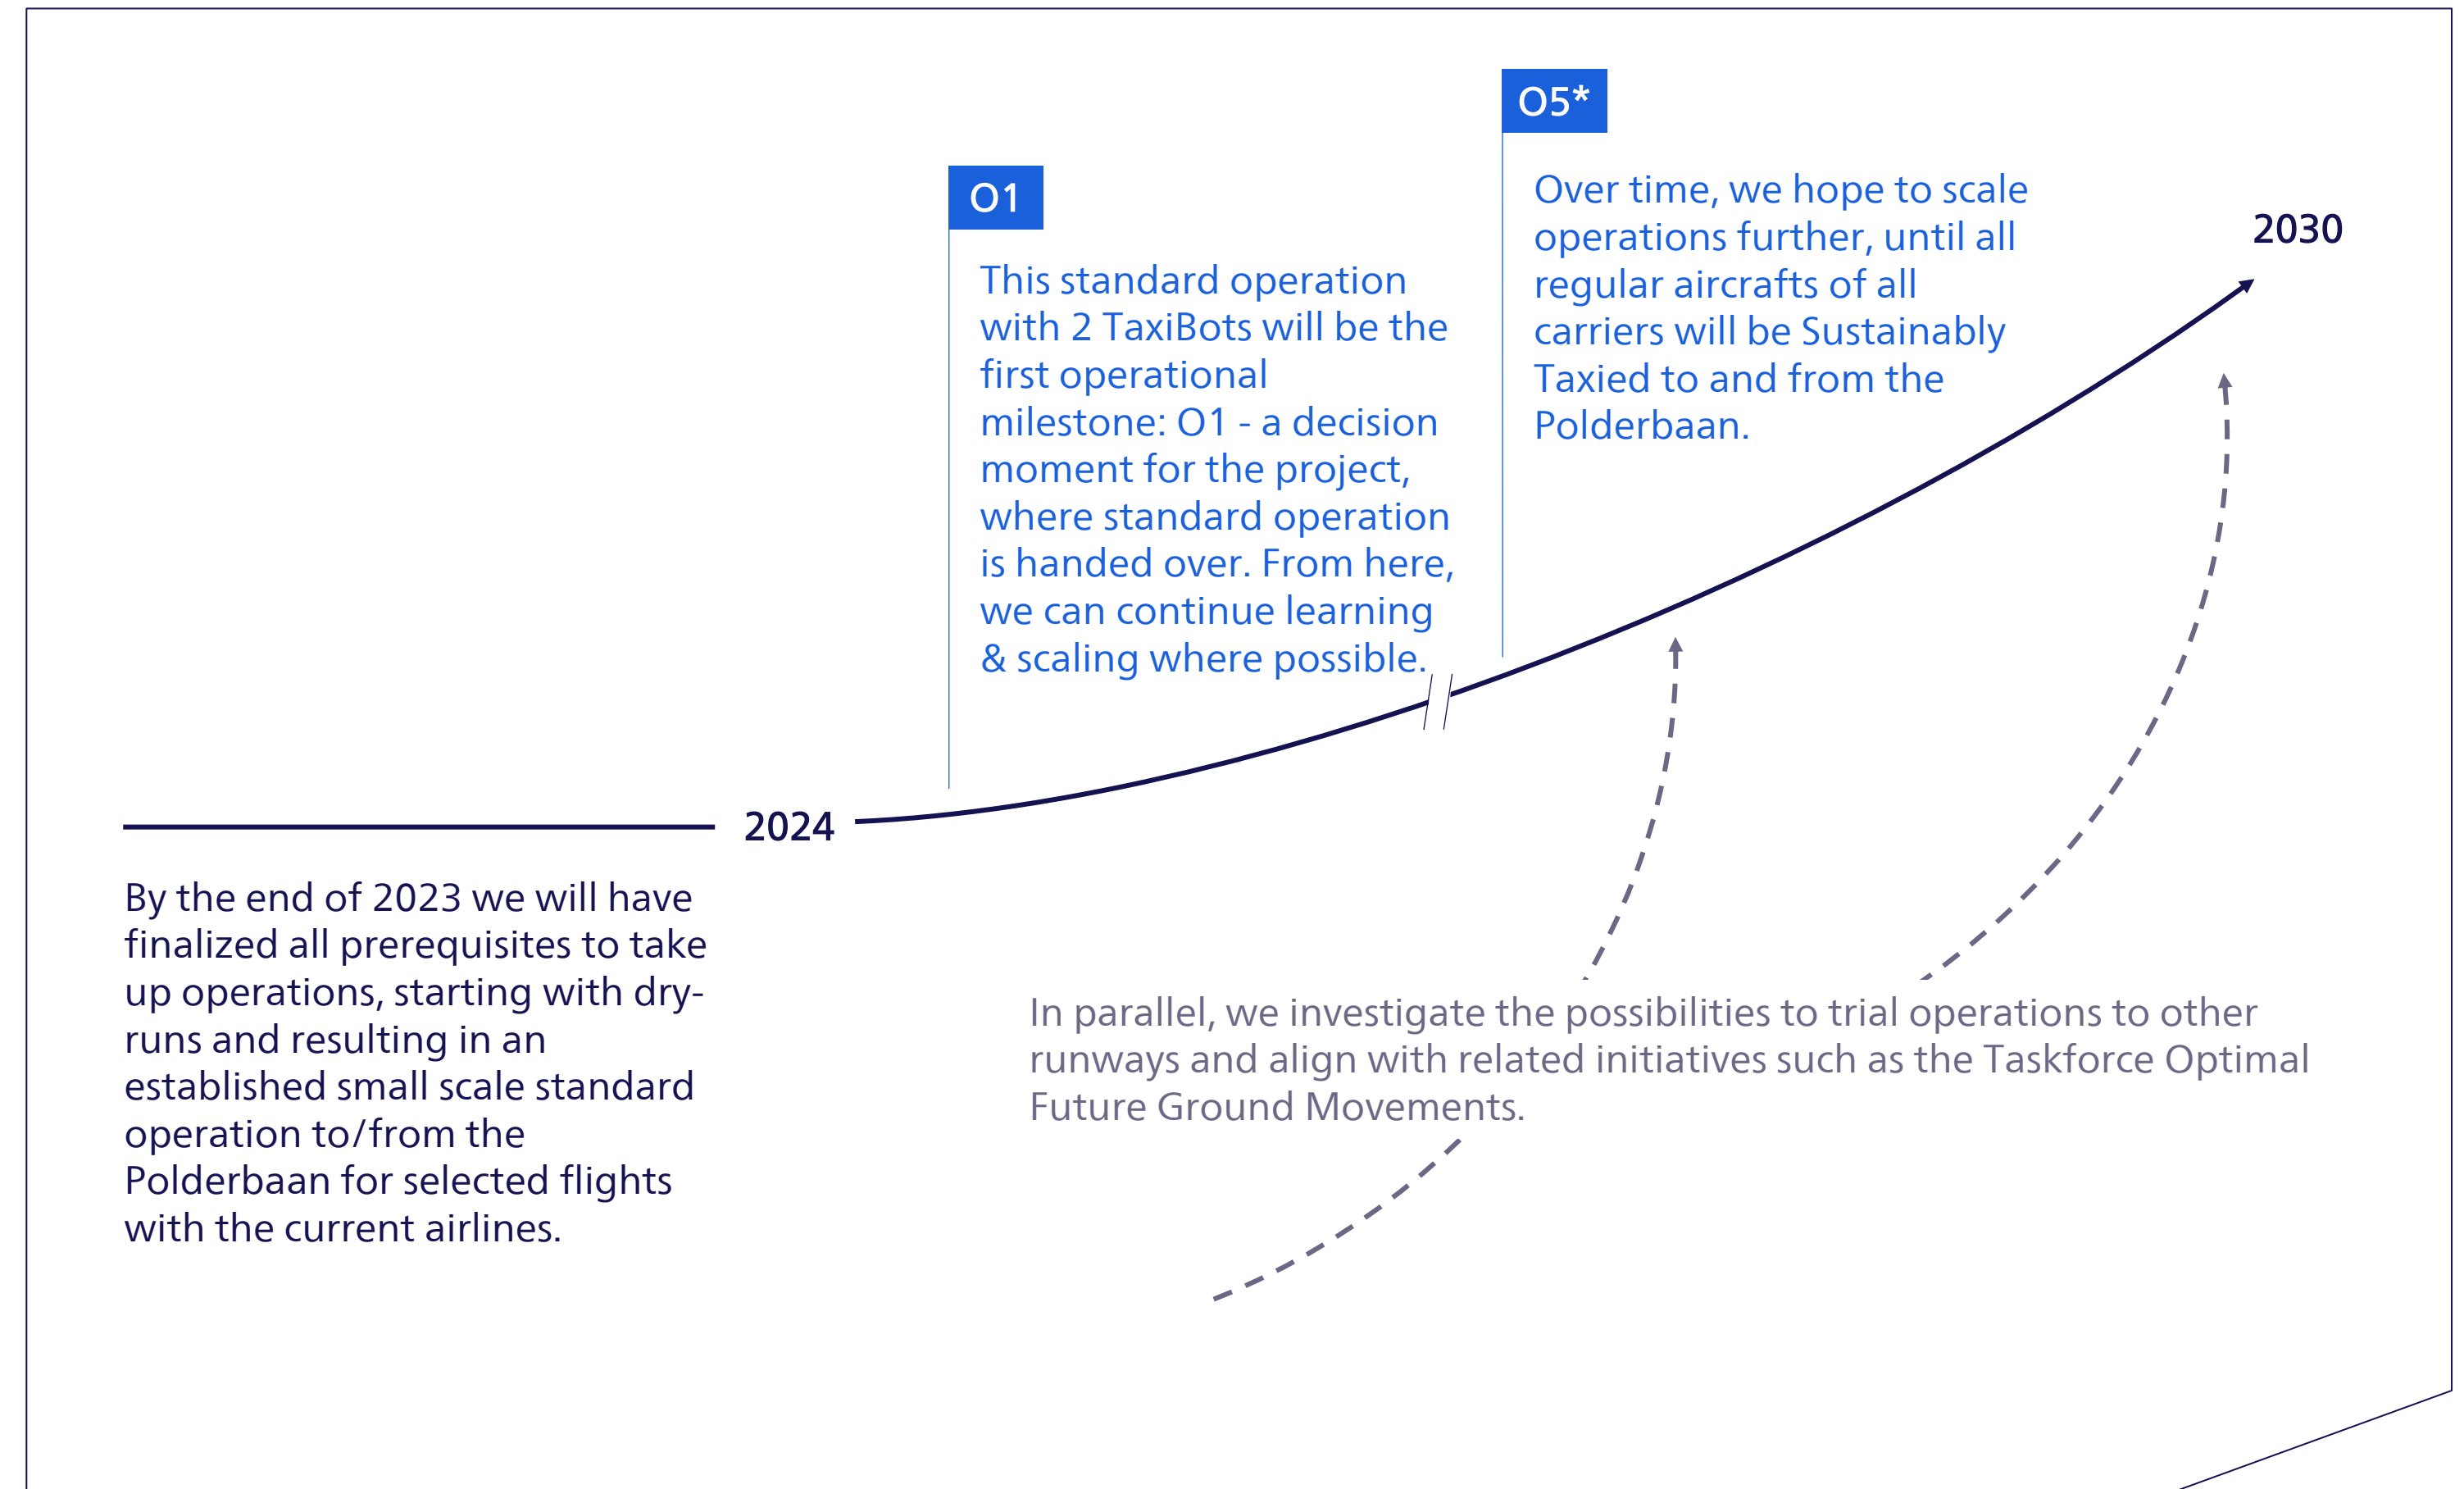 O5*
Over time, we hope to scale
operations further, until all
regular aircrafts of all
carriers will be Sustainably
Taxied to and from the
Polderbaan.
2030
O1
This standard operation
with 2 TaxiBots will be the
first operational
milestone: O1 - a decision
moment for the project,
where standard operation
is handed over. From here,
we can continue learning
& scaling where possible.
2024
By the end of 2023 we will have
finalized all prerequisites to take
up operations, starting with dry-
runs and resulting in an
established small scale standard
operation to/from the
Polderbaan for selected flights
with the current airlines.
In parallel, we investigate the possibilities to trial operations to other
runways and align with related initiatives such as the Taskforce Optimal
Future Ground Movements.